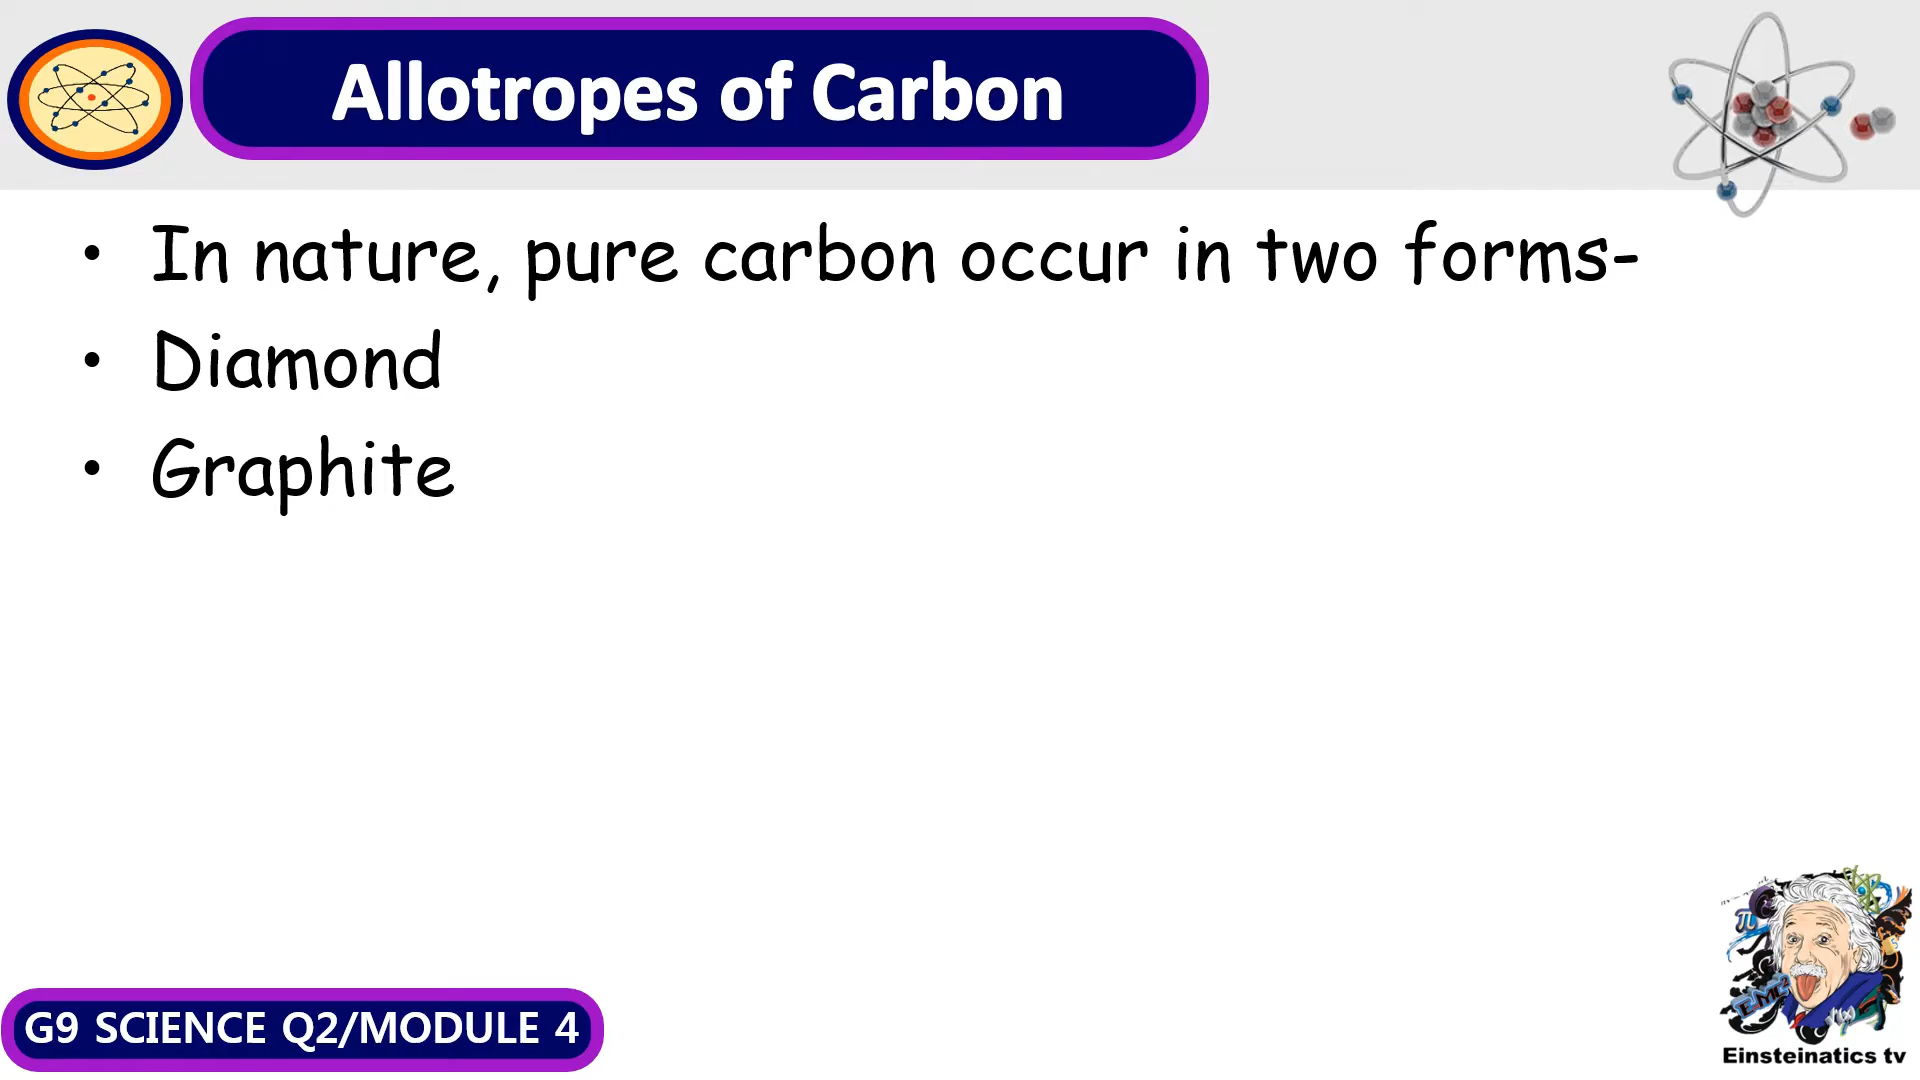 Allotropes of Carbon
• In nature, pure carbon occur in two forms-
• Diamond
• Graphite
G9 SCIENCE Q2/MODULE 4
π
Einsteinatics tv